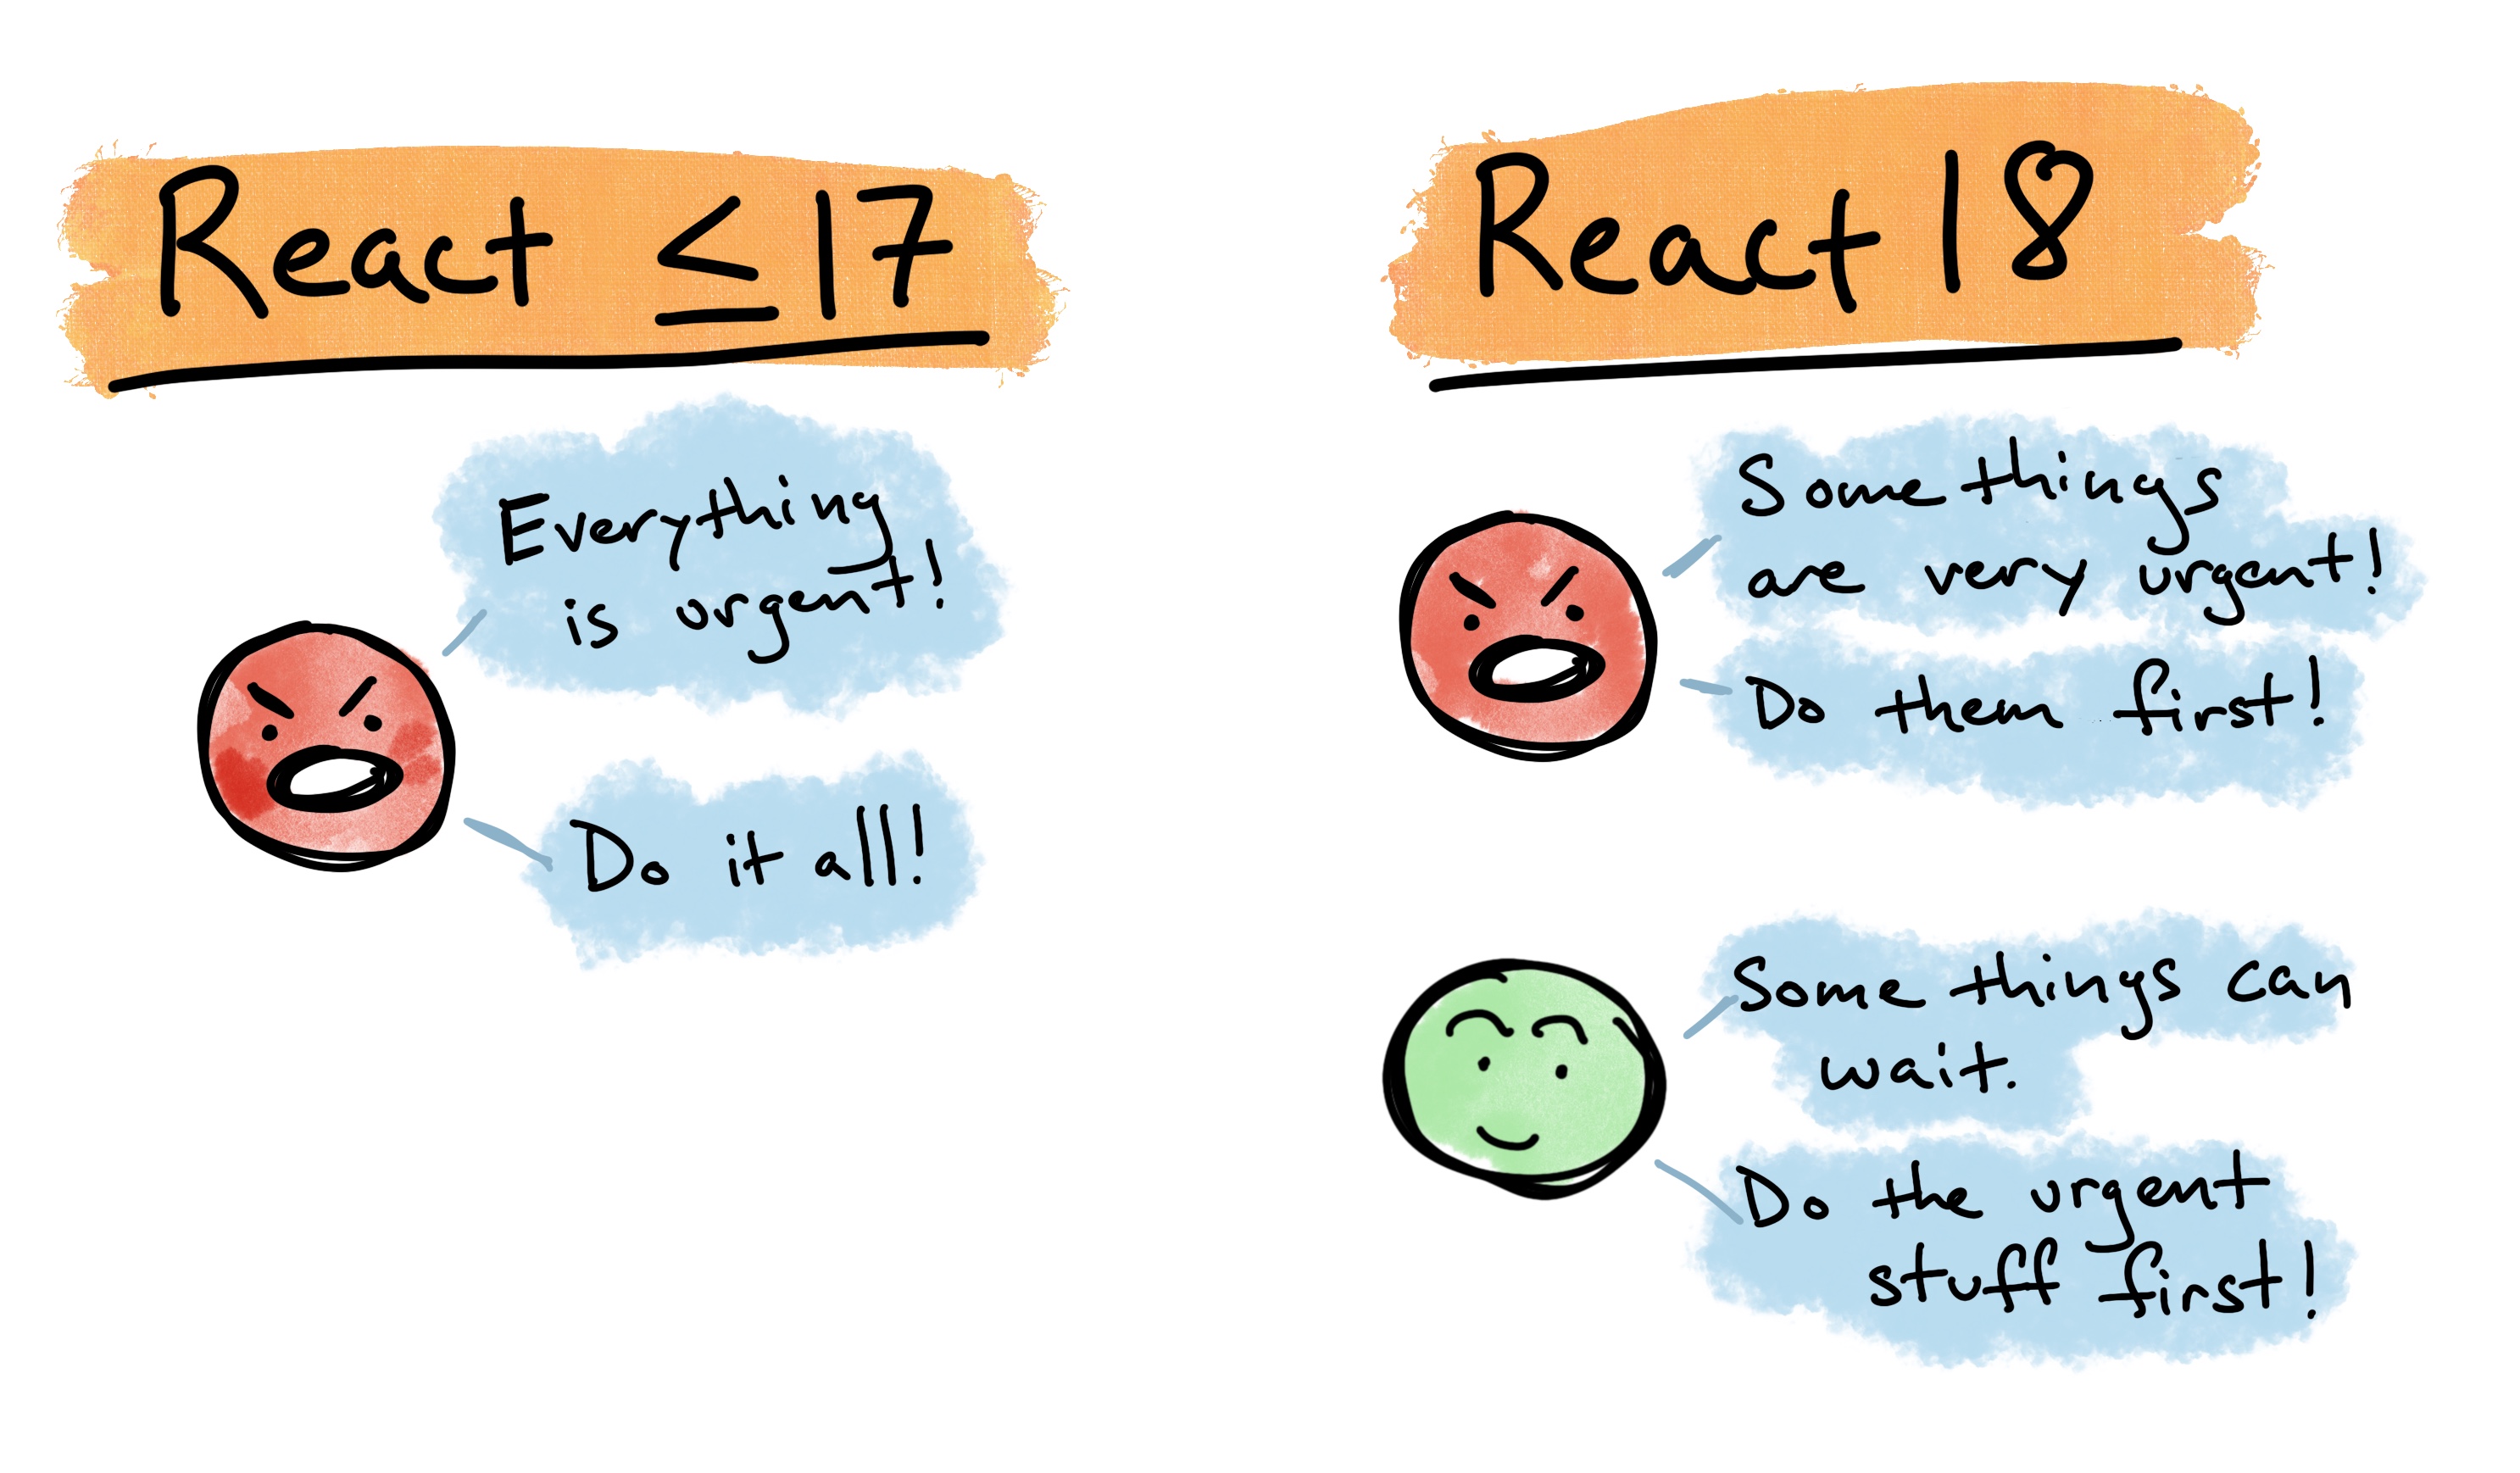 React ≤17
Everything
is urgent!
Do it all!
React 18
Some things
are very urgent!
Do them first!
Some things can
wait.
Do the urgent
stuff first!